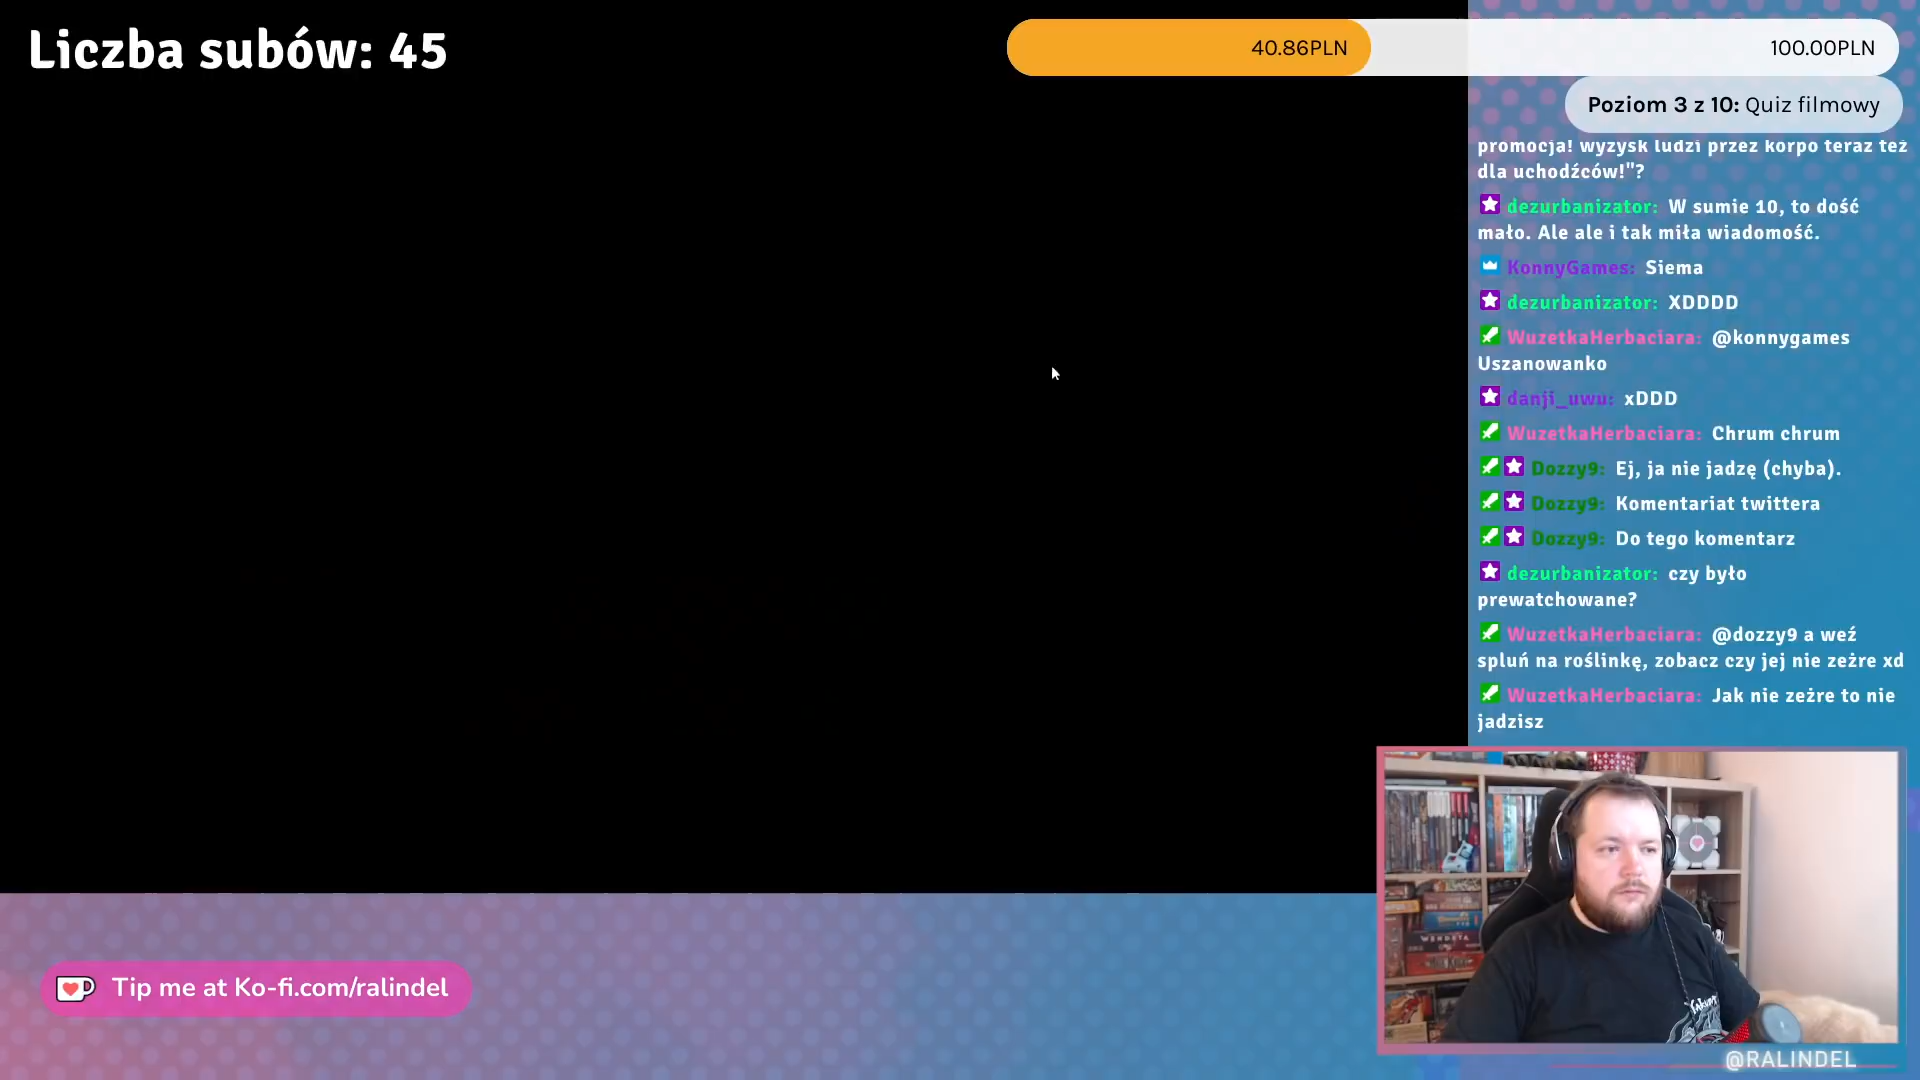 Liczba subów: 45
40.86PLN
100.00PLN
Poziom 3 z 10: Quiz filmowy
promocja! wyzysk ludzi przez korpo teraz też
dla uchodźców!"?
dezurbanizator: W sumie 10, to dość
mało. Ale ale i tak miła wiadomość.
KonnyGames: Siema
dezurbanizator: XDDDD
WuzetkaHerbaciara: @konnygames
Uszanowanko
danji_uwu: xDDD
WuzetkaHerbaciara: Chrum chrum
Dozzy9: Ej, ja nie jadzę (chyba).
Dozzy9: Komentariat twittera
Dozzy9: Do tego komentarz
dezurbanizator: czy było
prewatchowane?
WuzetkaHerbaciara: @dozzy9 a weź
spluń na roślinkę, zobacz czy jej nie zeżre xd
WuzetkaHerbaciara: Jak nie zeżre to nie
jadzisz
WENDETA
Tip me at Ko-fi.com/ralindel
@RALINDEL